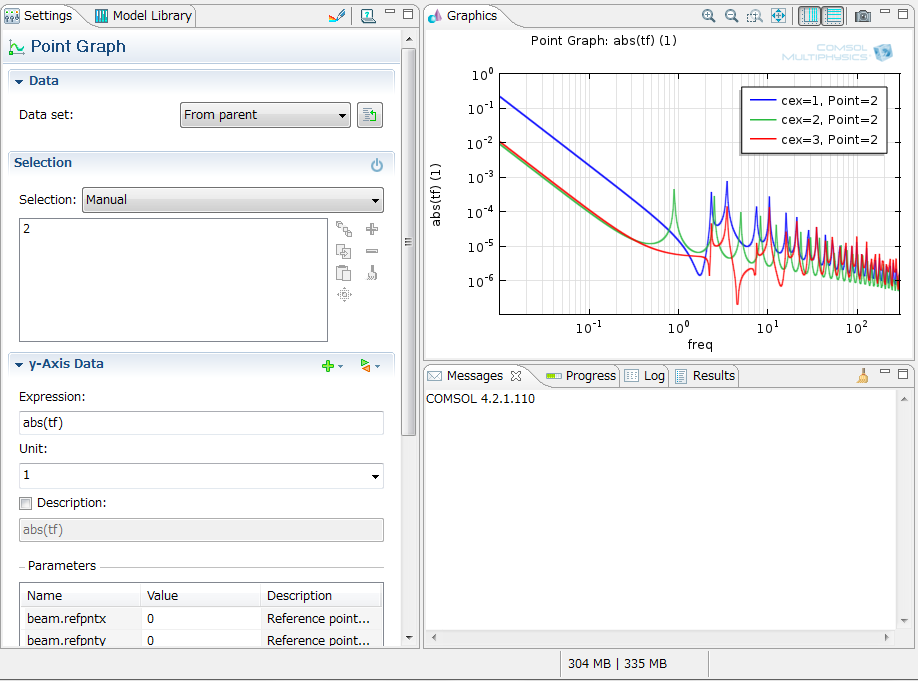 Settings Model Library
Point Graph
Data
Data set: From parent
Selection
Selection: Manual
2
y-Axis Data
Expression:
abs(tf)
Unit:
1
Description:
abs(tf)
Parameters
Name Value Description
beam.refpntx 0 Reference point...
beam.refpnty 0 Reference point...
Graphics
Point Graph: abs(tf) (1)
COMSOL
MULTIPHYSICS
10^0
10^-1
10^-2
10^-3
10^-4
10^-5
10^-6
abs(tf) (1)
cex=1, Point=2
cex=2, Point=2
cex=3, Point=2
10^-1 10^0 10^1 10^2
freq
Messages Progress Log Results
COMSOL 4.2.1.110
304 MB | 335 MB